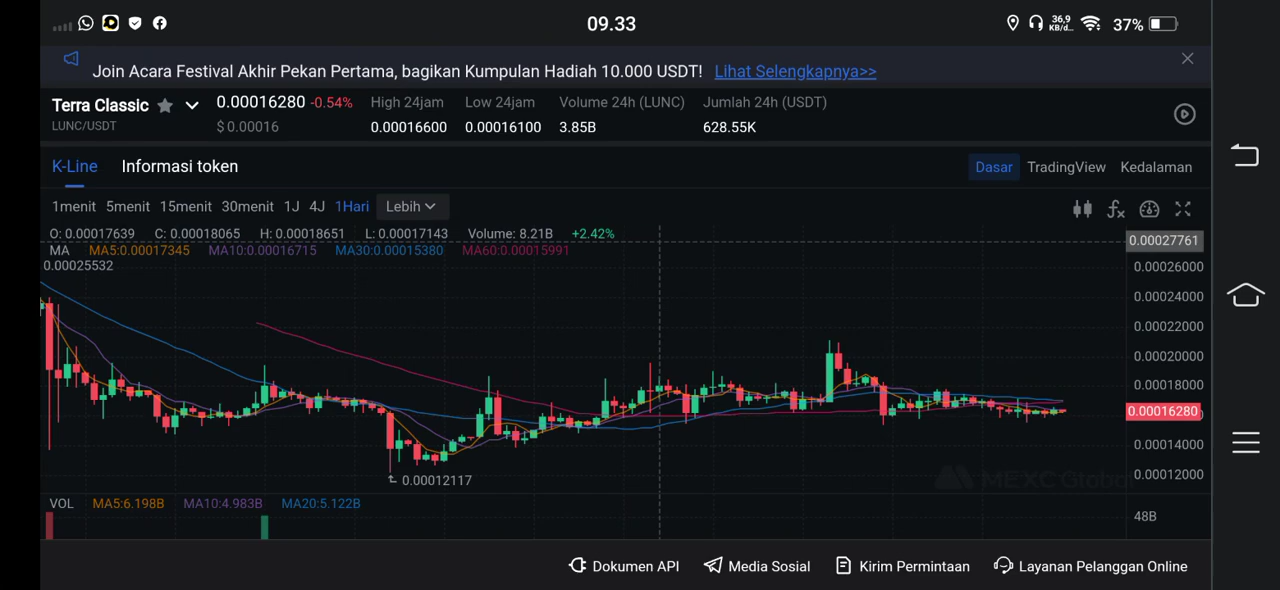 09.33
36,9 KB/d... 37%
Join Acara Festival Akhir Pekan Pertama, bagikan Kumpulan Hadiah 10.000 USDT! Lihat Selengkapnya>>
Terra Classic 0.00016280 -0.54% High 24jam Low 24jam Volume 24h (LUNC) Jumlah 24h (USDT)
LUNC/USDT $ 0.00016 0.00016600 0.00016100 3.85B 628.55K
K-Line Informasi token Dasar TradingView Kedalaman
1menit 5menit 15menit 30menit 1J 4J 1Hari Lebih
O: 0.00017639 C: 0.00018065 H: 0.00018651 L: 0.00017143 Volume: 8.21B +2.42%
MA MA5:0.00017345 MA10:0.00016715 MA30:0.00015380 MA60:0.00015991
0.00025532
0.00027761
0.00026000
0.00024000
0.00022000
0.00020000
0.00018000
0.00016280
0.00014000
0.00012000
0.00012117
MEXC Global
VOL MA5:6.198B MA10:4.983B MA20:5.122B
48B
Dokumen API Media Sosial Kirim Permintaan Layanan Pelanggan Online